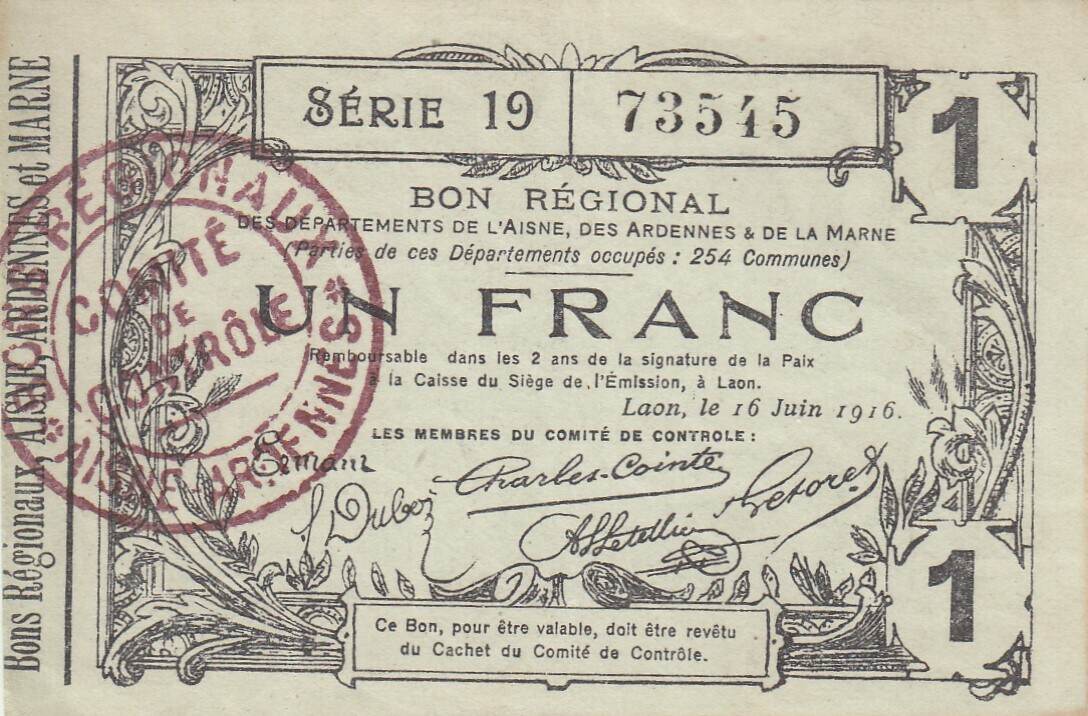 Bons Régionaux, AISNE, ARDENNES et MARNE
SÉRIE 19 73545
1
BON RÉGIONAL
DES DÉPARTEMENTS DE L'AISNE, DES ARDENNES & DE LA MARNE
(Parties de ces Départements occupés : 254 Communes)
UN FRANC
Remboursable dans les 2 ans de la signature de la Paix
à la Caisse du Siège de l'Émission, à Laon.
Laon, le 16 Juin 1916.
LES MEMBRES DU COMITÉ DE CONTROLE :
Charles-Cointe
1
Ce Bon, pour être valable, doit être revêtu
du Cachet du Comité de Contrôle.
COMITÉ
DE
CONTRÔLE
AISNE ARDENNES